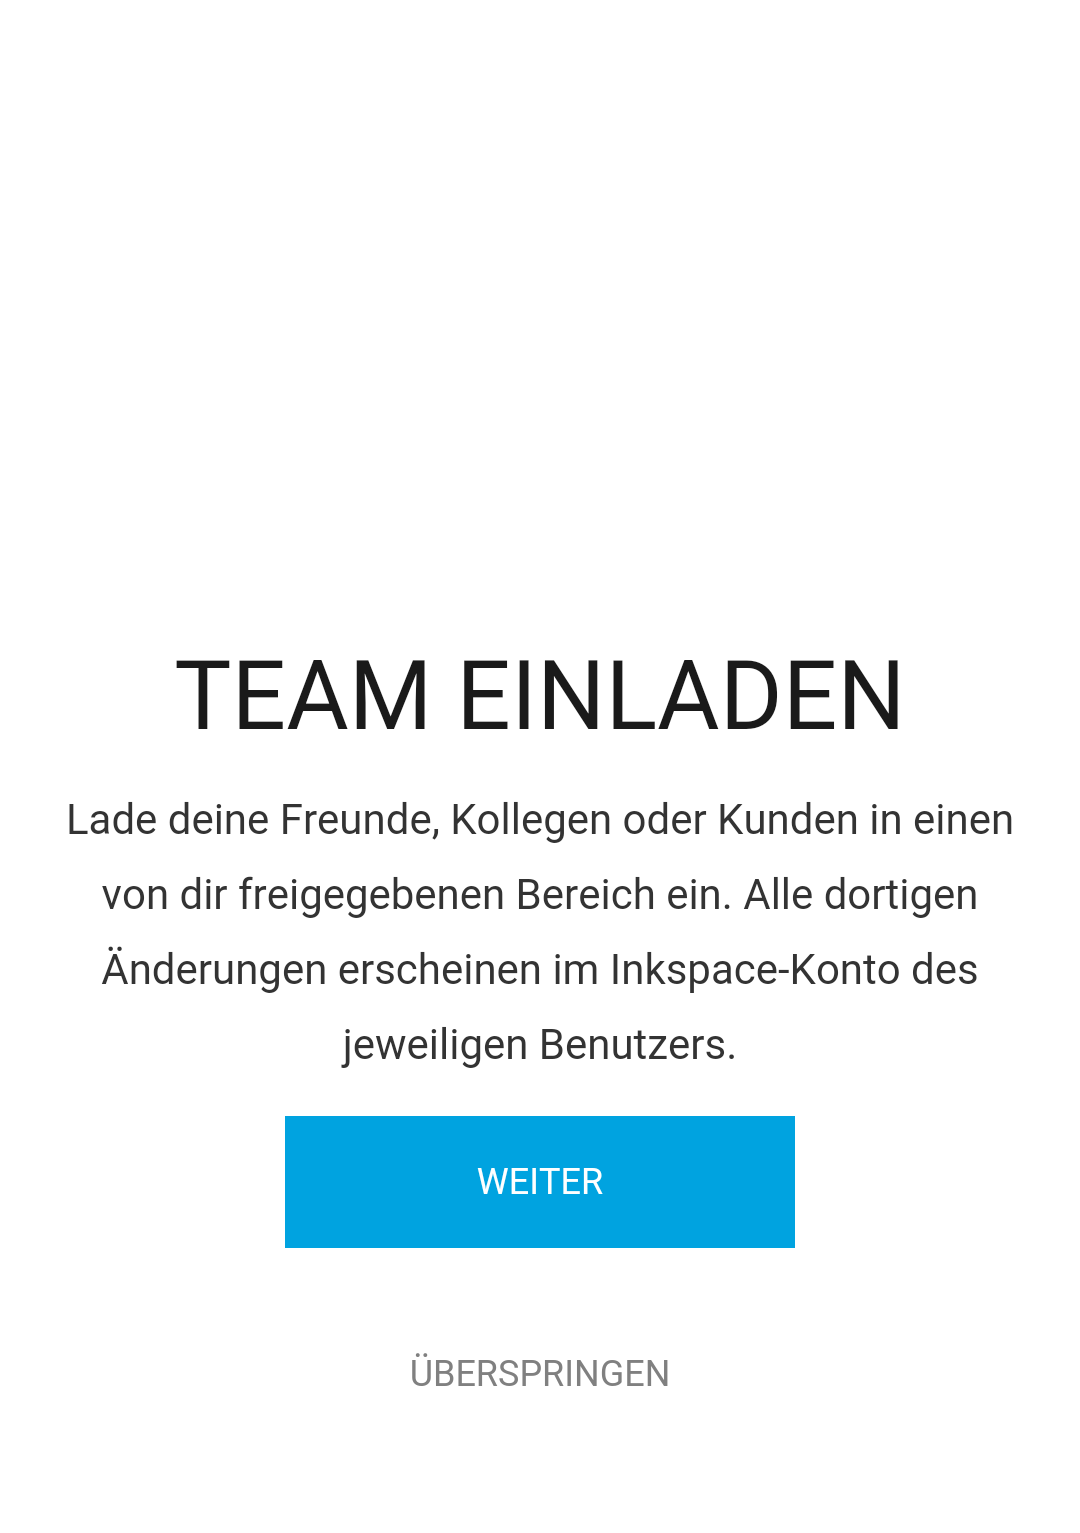 TEAM EINLADEN
Lade deine Freunde, Kollegen oder Kunden in einen
von dir freigegebenen Bereich ein. Alle dortigen
Änderungen erscheinen im Inkspace-Konto des
jeweiligen Benutzers.
WEITER
ÜBERSPRINGEN